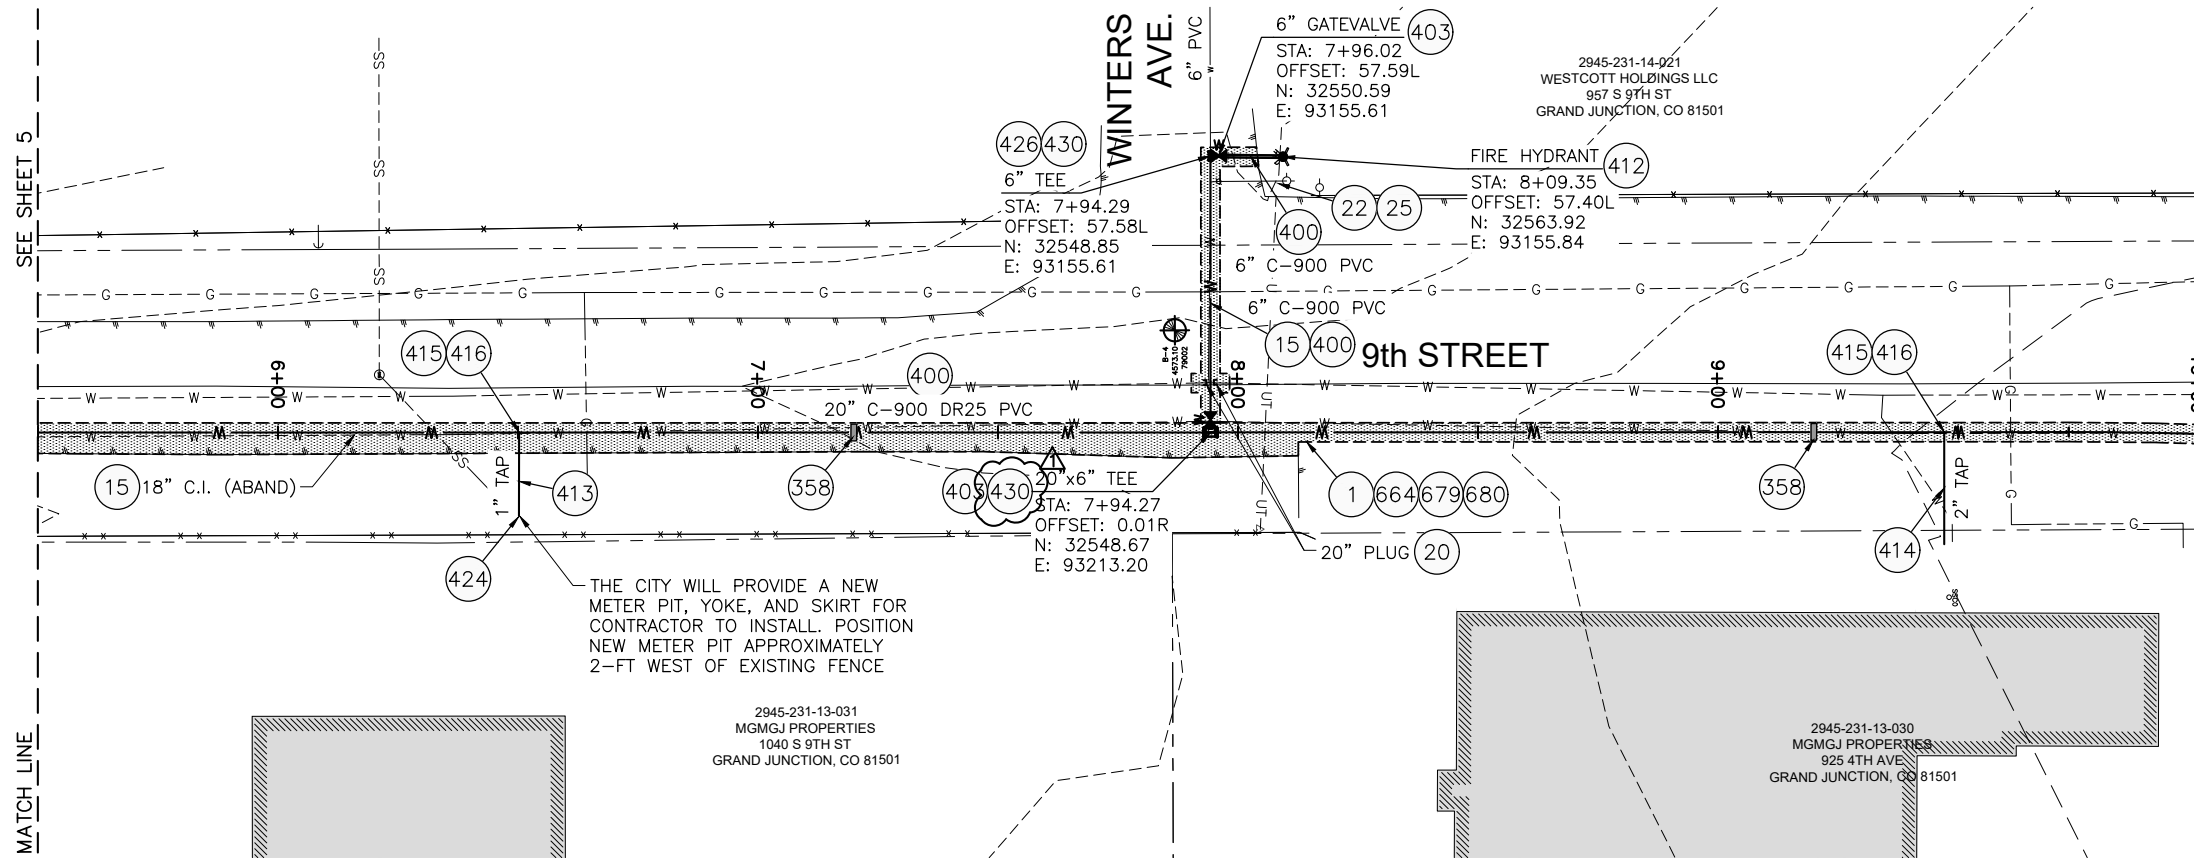 SEE SHEET 5
MATCH LINE
WINTERS
AVE.
6" PVC
6" GATEVALVE
403
STA: 7+96.02
OFFSET: 57.59L
N: 32550.59
E: 93155.61
2945-231-14-021
WESTCOTT HOLDINGS LLC
957 S 9TH ST
GRAND JUNCTION, CO 81501
426
430
6" TEE
STA: 7+94.29
OFFSET: 57.58L
N: 32548.85
E: 93155.61
FIRE HYDRANT
412
STA: 8+09.35
OFFSET: 57.40L
N: 32563.92
E: 93155.84
22
25
400
6" C-900 PVC
6" C-900 PVC
15
400
9th STREET
B-4
4573.10
79002
415
416
400
20" C-900 DR25 PVC
415
416
6+00
7+00
8+00
9+00
SS
SS
SS
G G G G G G G G G G G G G G G G G G
W W W W W W W W W W W W
UT
UT
15
18" C.I. (ABAND)
1" TAP
413
358
403
430
1
20"x6" TEE
STA: 7+94.27
OFFSET: 0.01R
N: 32548.67
E: 93213.20
1
664
679
680
358
2" TAP
414
20" PLUG
20
424
THE CITY WILL PROVIDE A NEW
METER PIT, YOKE, AND SKIRT FOR
CONTRACTOR TO INSTALL. POSITION
NEW METER PIT APPROXIMATELY
2-FT WEST OF EXISTING FENCE
2945-231-13-031
MGMGJ PROPERTIES
1040 S 9TH ST
GRAND JUNCTION, CO 81501
2945-231-13-030
MGMGJ PROPERTIES
925 4TH AVE
GRAND JUNCTION, CO 81501